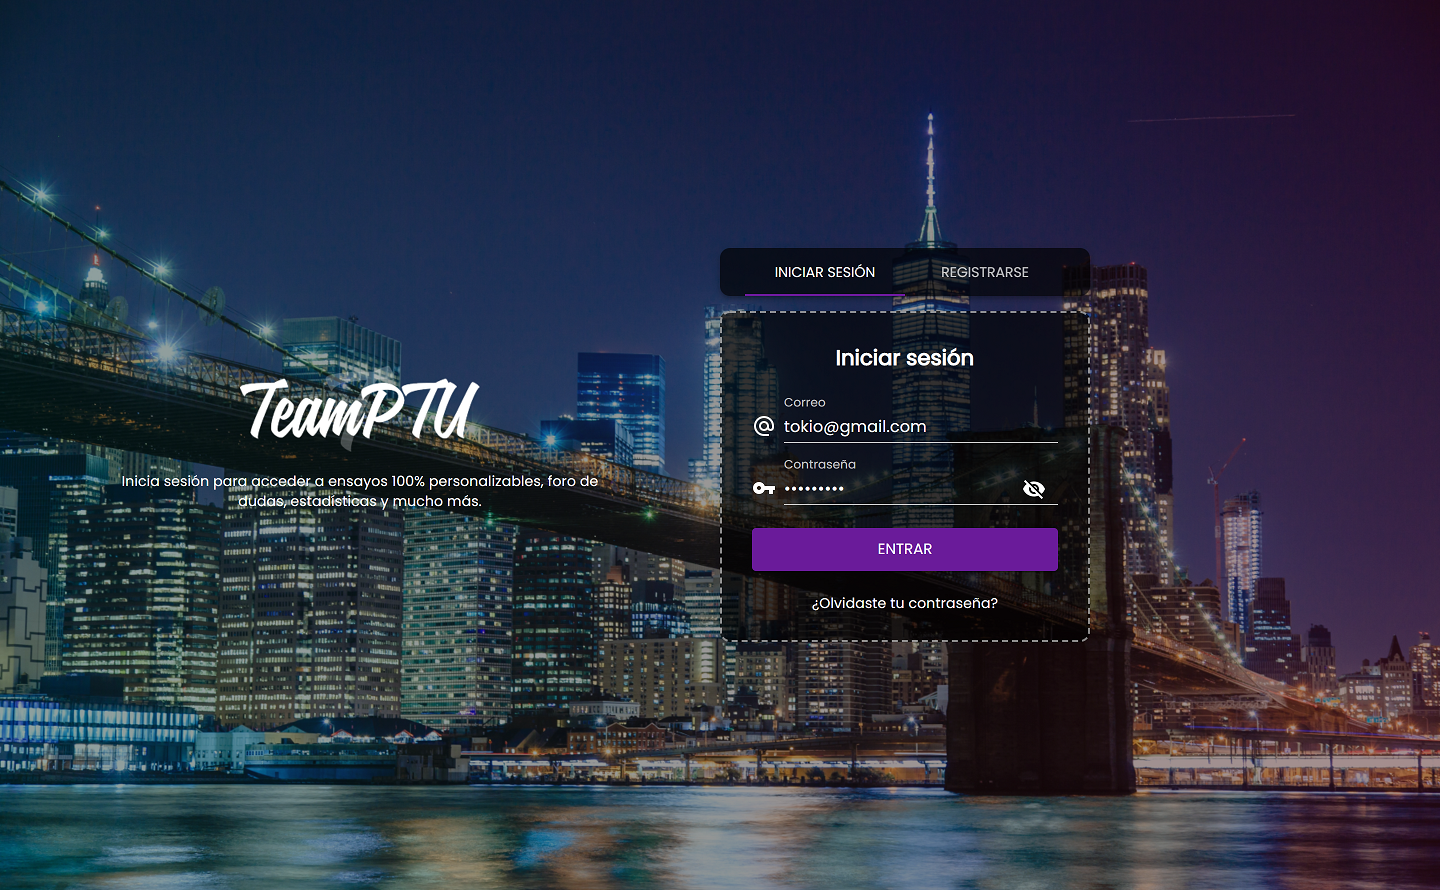 TeamPTU
Inicia sesión para acceder a ensayos 100% personalizables, foro de
dudas, estadísticas y mucho más.
INICIAR SESIÓN
REGISTRARSE
Iniciar sesión
Correo
tokio@gmail.com
Contraseña
•••••••••
ENTRAR
¿Olvidaste tu contraseña?